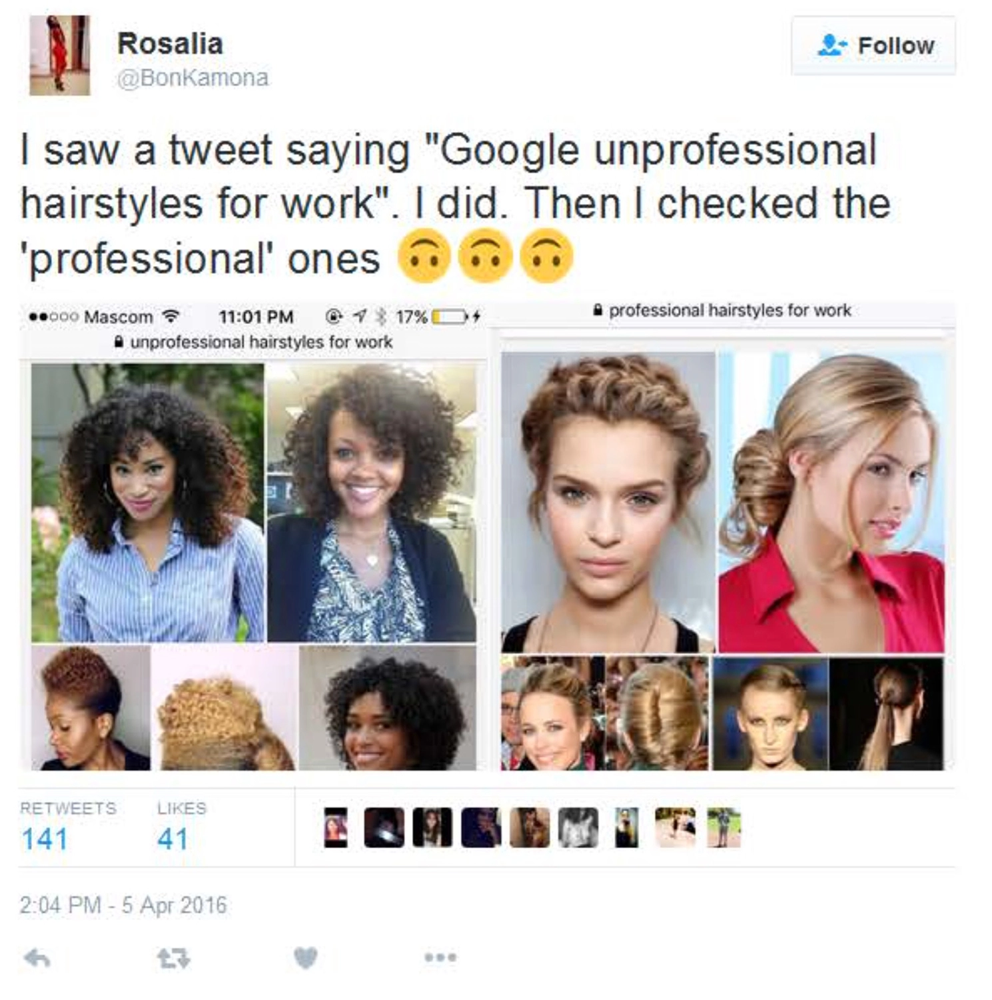 Rosalia
@BonKamona
Follow
I saw a tweet saying "Google unprofessional
hairstyles for work". I did. Then I checked the
'professional' ones 🙃🙃🙃
Mascom 11:01 PM 17%
unprofessional hairstyles for work
professional hairstyles for work
RETWEETS LIKES
141 41
2:04 PM - 5 Apr 2016